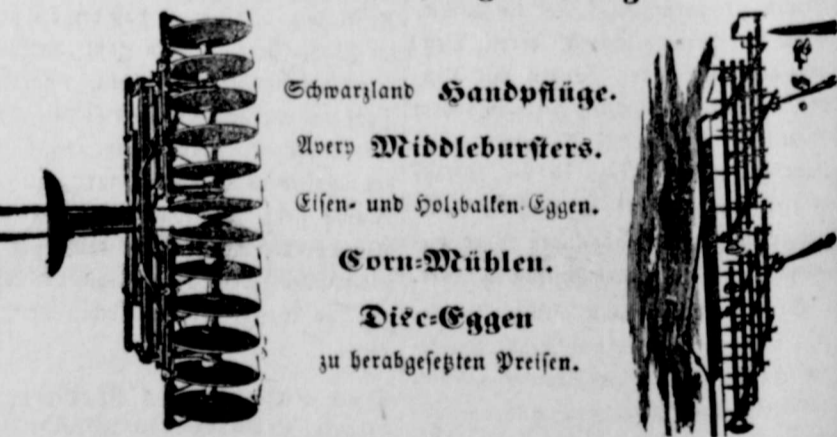 Schwarzland Handpflüge.
Avery Middlebursters.
Eisen- und Holzbalken-Eggen.
Corn-Mühlen.
Disc-Eggen
zu herabgesetzten Preisen.